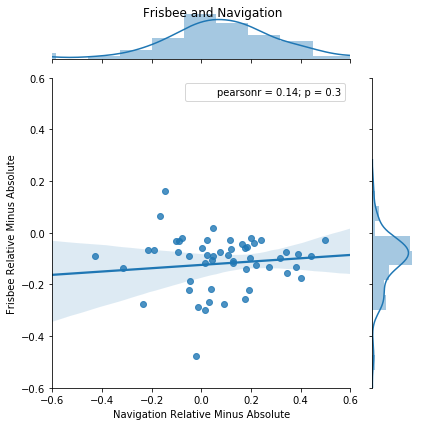 Frisbee and Navigation
pearsonr = 0.14; p = 0.3
Frisbee Relative Minus Absolute
0.6
0.4
0.2
0.0
−0.2
−0.4
−0.6
−0.6 −0.4 −0.2 0.0 0.2 0.4 0.6
Navigation Relative Minus Absolute